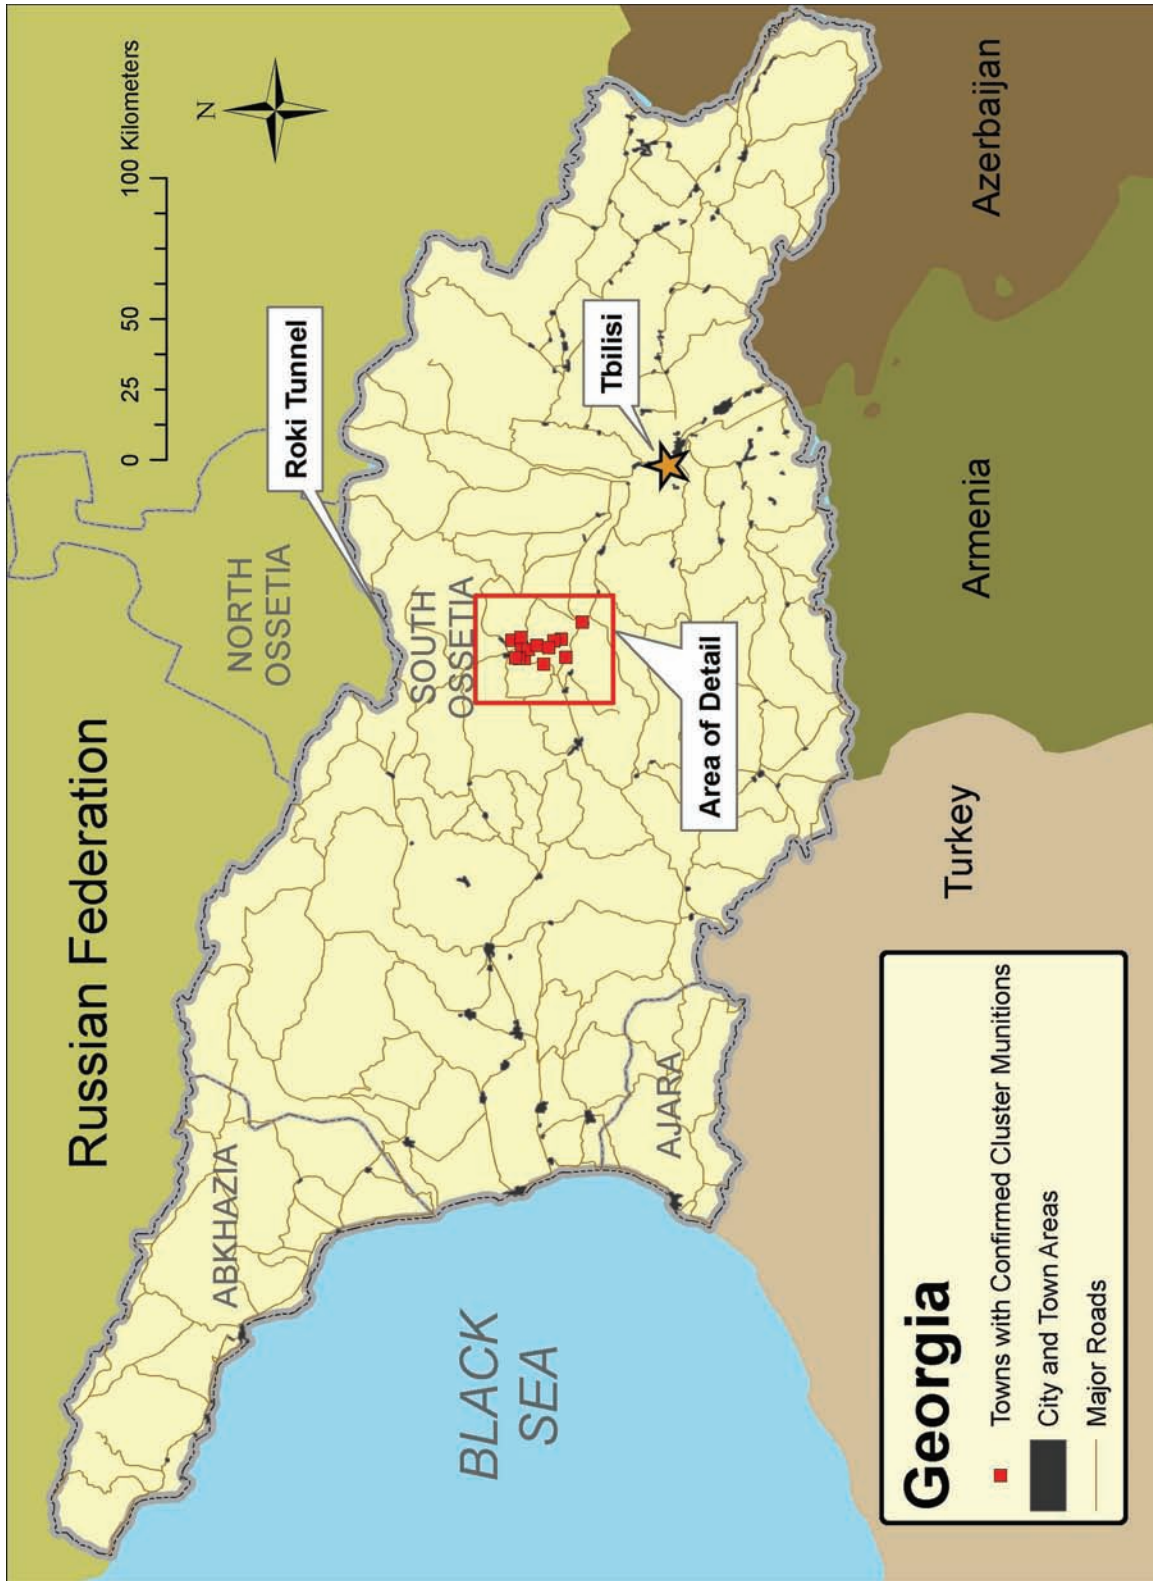 Russian Federation
N
0 25 50 100 Kilometers
NORTH
OSSETIA
Roki Tunnel
ABKHAZIA
SOUTH
OSSETIA
Tbilisi
BLACK
SEA
AJARA
Area of Detail
Turkey
Armenia
Azerbaijan
Georgia
Towns with Confirmed Cluster Munitions
City and Town Areas
Major Roads